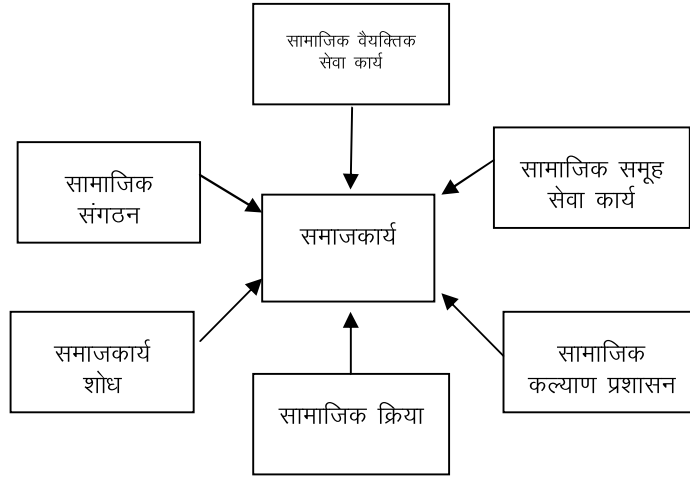 सामाजिक वैयक्तिक
सेवा कार्य
सामाजिक
संगठन
सामाजिक समूह
सेवा कार्य
समाजकार्य
समाजकार्य
शोध
सामाजिक
कल्याण प्रशासन
सामाजिक क्रिया